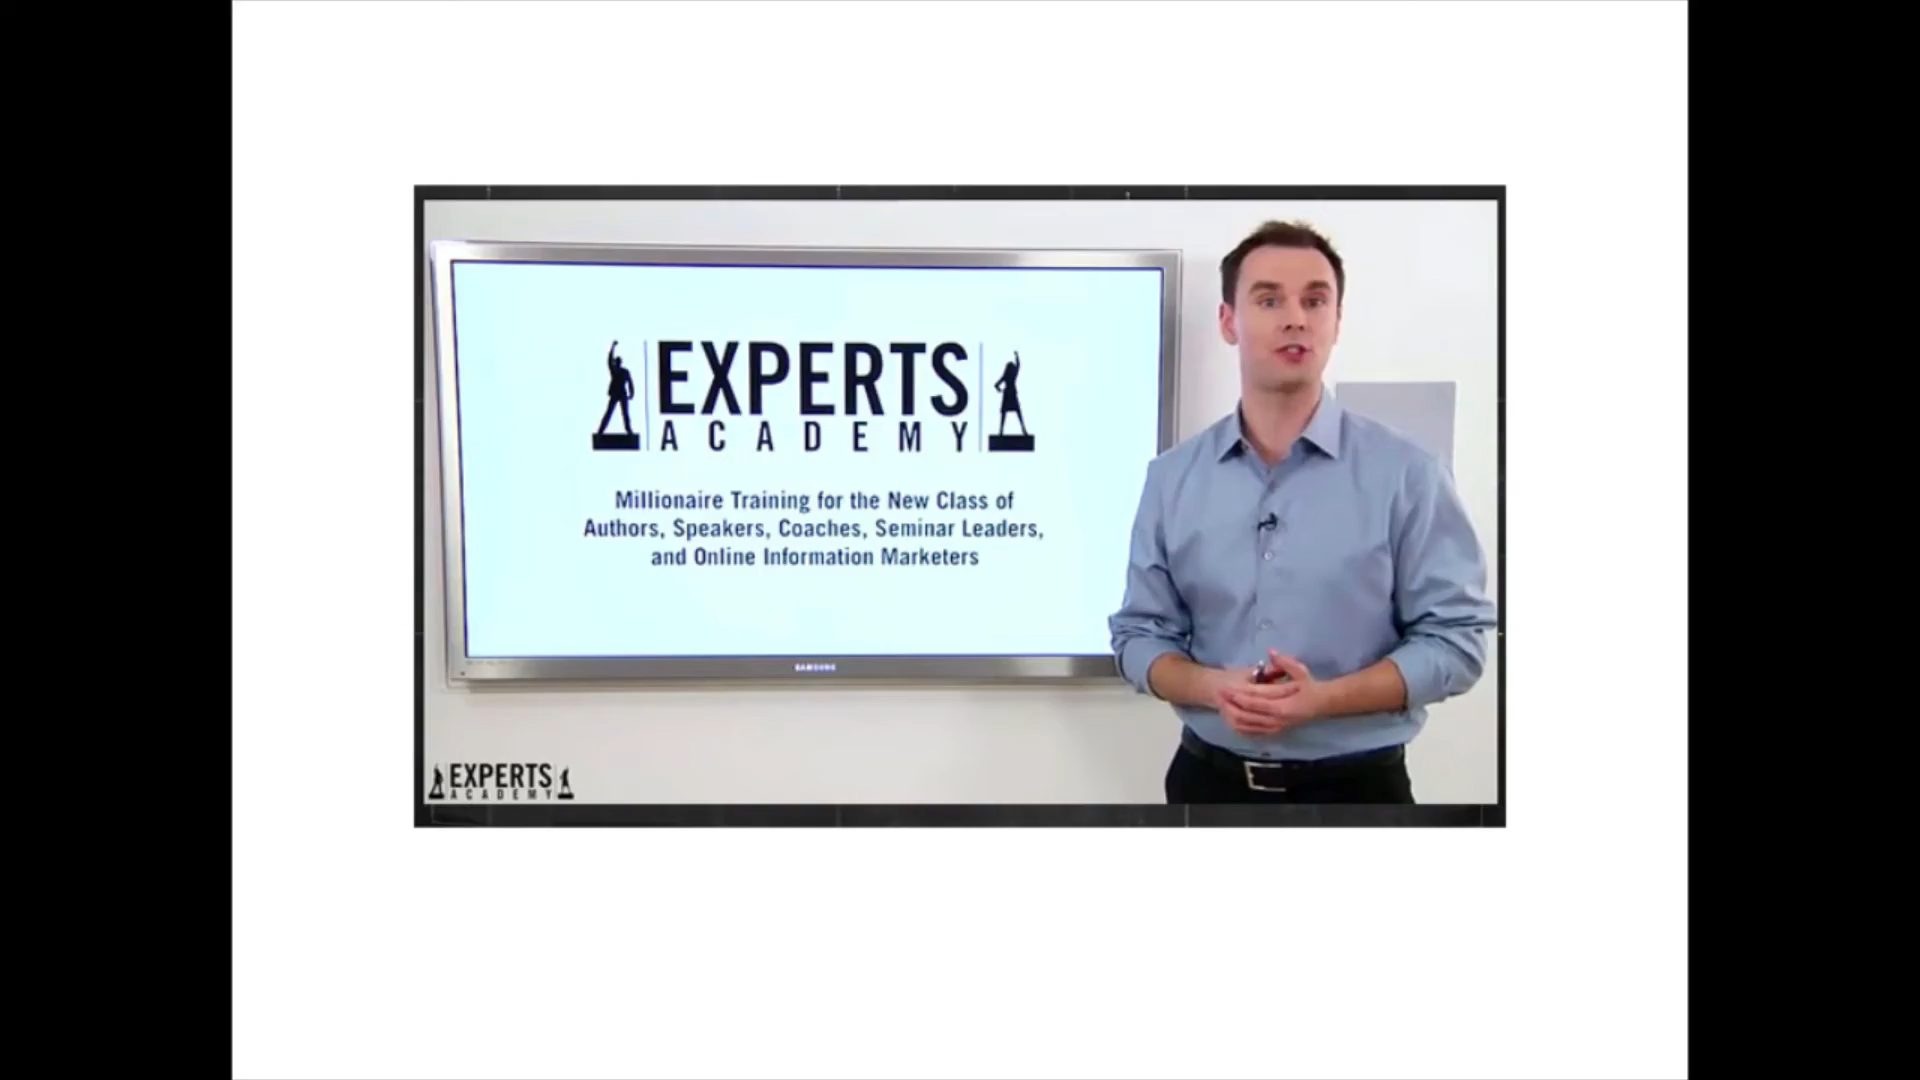 EXPERTS
ACADEMY
Millionaire Training for the New Class of
Authors, Speakers, Coaches, Seminar Leaders,
and Online Information Marketers
SAMSUNG
EXPERTS
ACADEMY